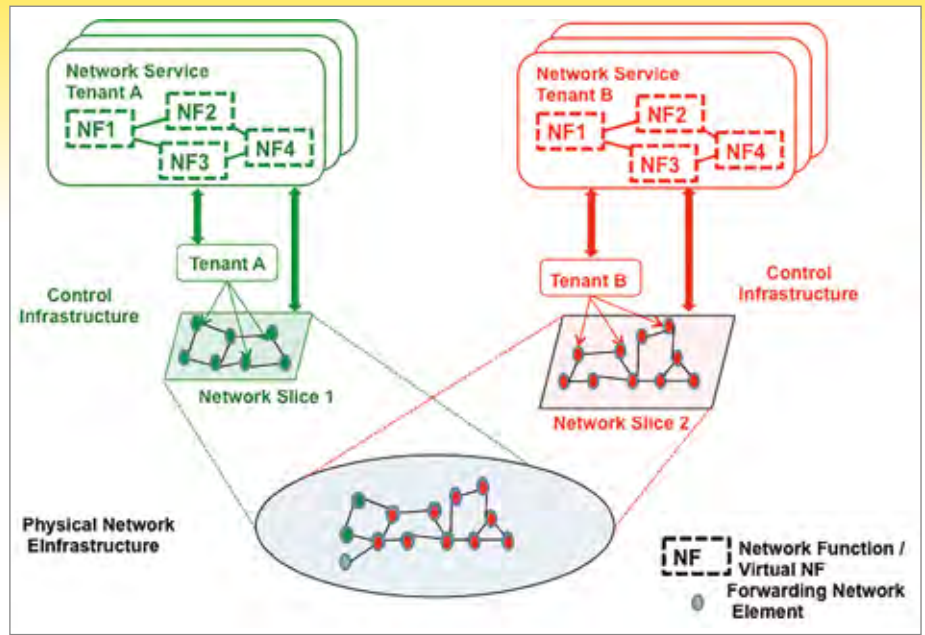 Network Service
Tenant A
NF1
NF2
NF3
NF4
Network Service
Tenant B
NF1
NF2
NF3
NF4
Tenant A
Tenant B
Control
Infrastructure
Control
Infrastructure
Network Slice 1
Network Slice 2
Physical Network
EInfrastructure
NF
Network Function /
Virtual NF
Forwarding Network
Element